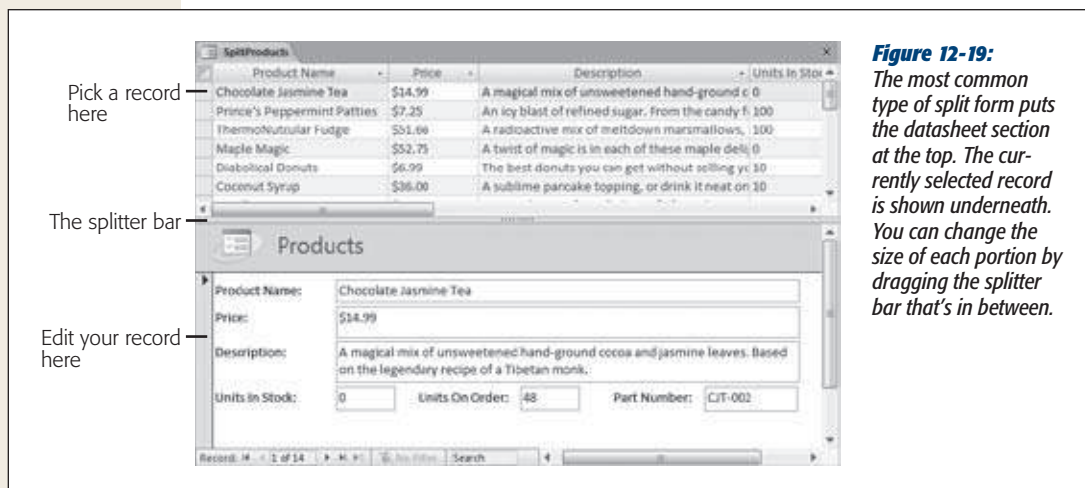 SplitProducts
Product Name Price Description Units In Stor
Chocolate Jasmine Tea $14.99 A magical mix of unsweetened hand-ground c 0
Prince's Peppermint Patties $7.25 An icy blast of refined sugar. From the candy f 100
ThermoNutcular Fudge $51.66 A radioactive mix of meltdown marsmallows, 100
Maple Magic $52.75 A twist of magic is in each of these maple deli 0
Diabolical Donuts $6.99 The best donuts you can get without selling yo 10
Coconut Syrup $36.00 A sublime pancake topping, or drink it neat on 10
Pick a record
here
The splitter bar
Products
Product Name: Chocolate Jasmine Tea
Price: $14.99
Edit your record
here
Description: A magical mix of unsweetened hand-ground cocoa and jasmine leaves. Based
on the legendary recipe of a Tibetan monk.
Units In Stock: 0 Units On Order: 48 Part Number: CJT-002
Record: 1 of 14 No Filter Search
Figure 12-19:
The most common
type of split form puts
the datasheet section
at the top. The cur-
rently selected record
is shown underneath.
You can change the
size of each portion by
dragging the splitter
bar that's in between.